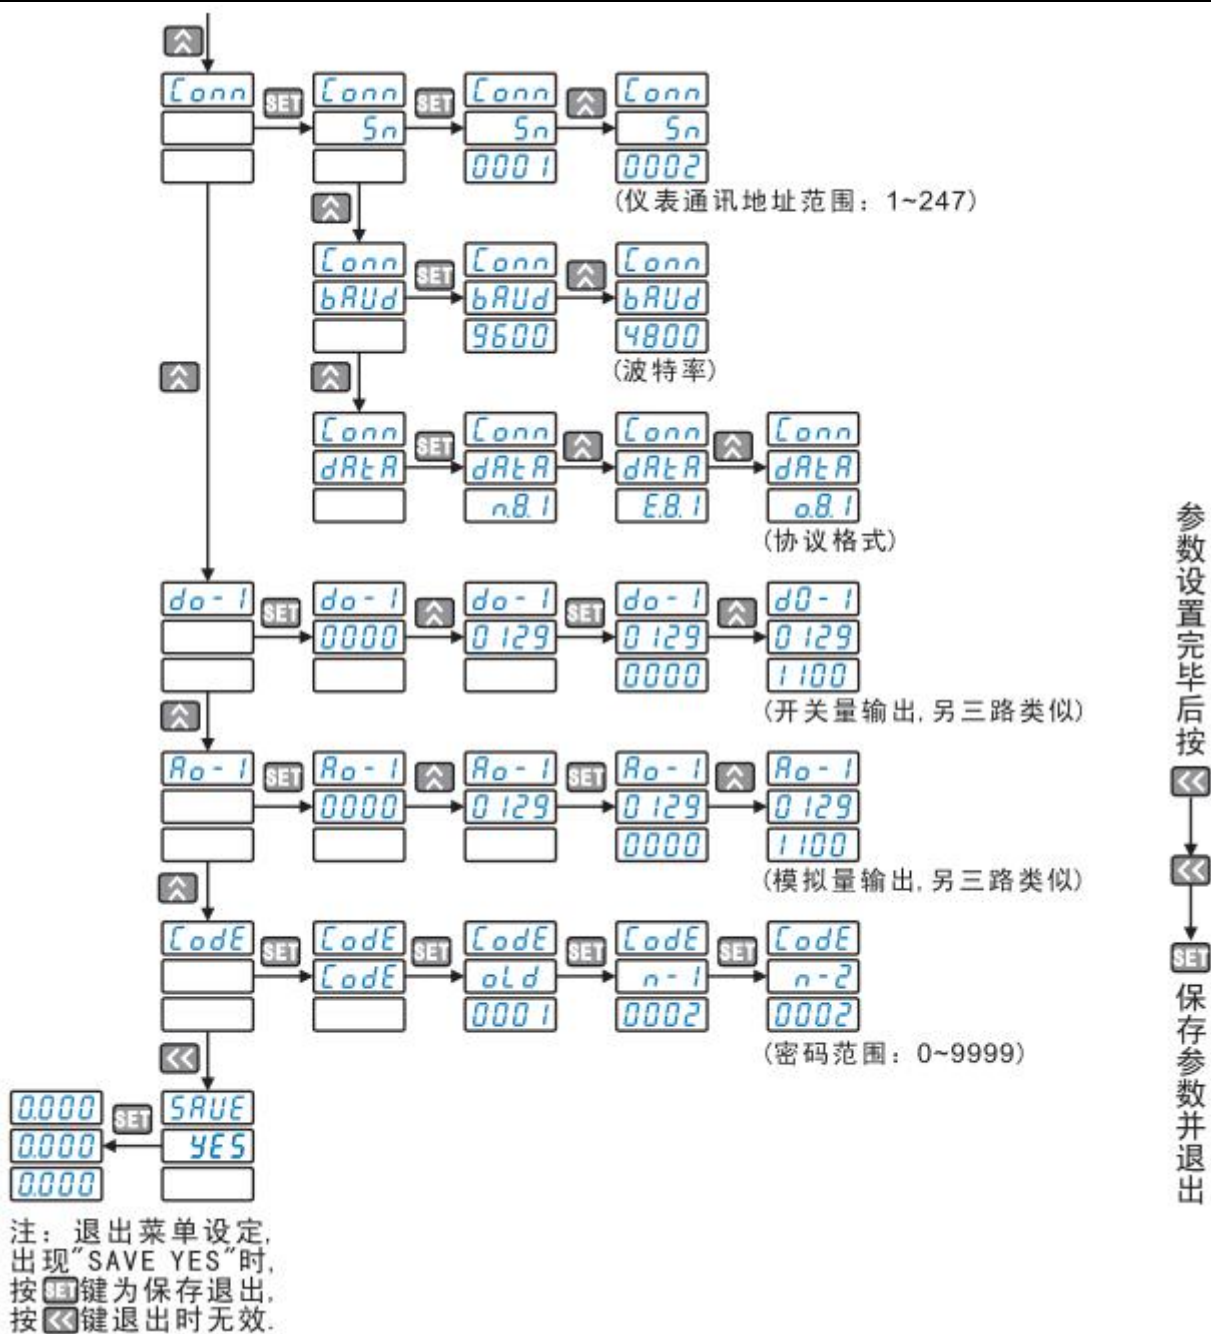 Conn SET Conn SET Conn Conn
Sn Sn Sn
0001 0002
(仪表通讯地址范围：1~247)
Conn SET Conn Conn
bAUd bAUd bAUd
9600 4800
(波特率)
Conn SET Conn Conn Conn
dAtA dAtA dAtA dAtA
n.8.1 E.8.1 o.8.1
(协议格式)
do-1 SET do-1 do-1 SET do-1 d0-1
0000 0129 0129 0129
0000 1100
(开关量输出,另三路类似)
Ao-1 SET Ao-1 Ao-1 SET Ao-1 Ao-1
0000 0129 0129 0129
0000 1100
(模拟量输出,另三路类似)
CodE SET CodE SET CodE SET CodE SET CodE
CodE oLd n-1 n-2
0001 0002 0002
(密码范围：0~9999)
0.000 SET SAVE
0.000 YES
0.000
注：退出菜单设定,
出现"SAVE YES"时,
按SET键为保存退出,
按键退出时无效.
参数设置完毕后按
SET
保存参数并退出